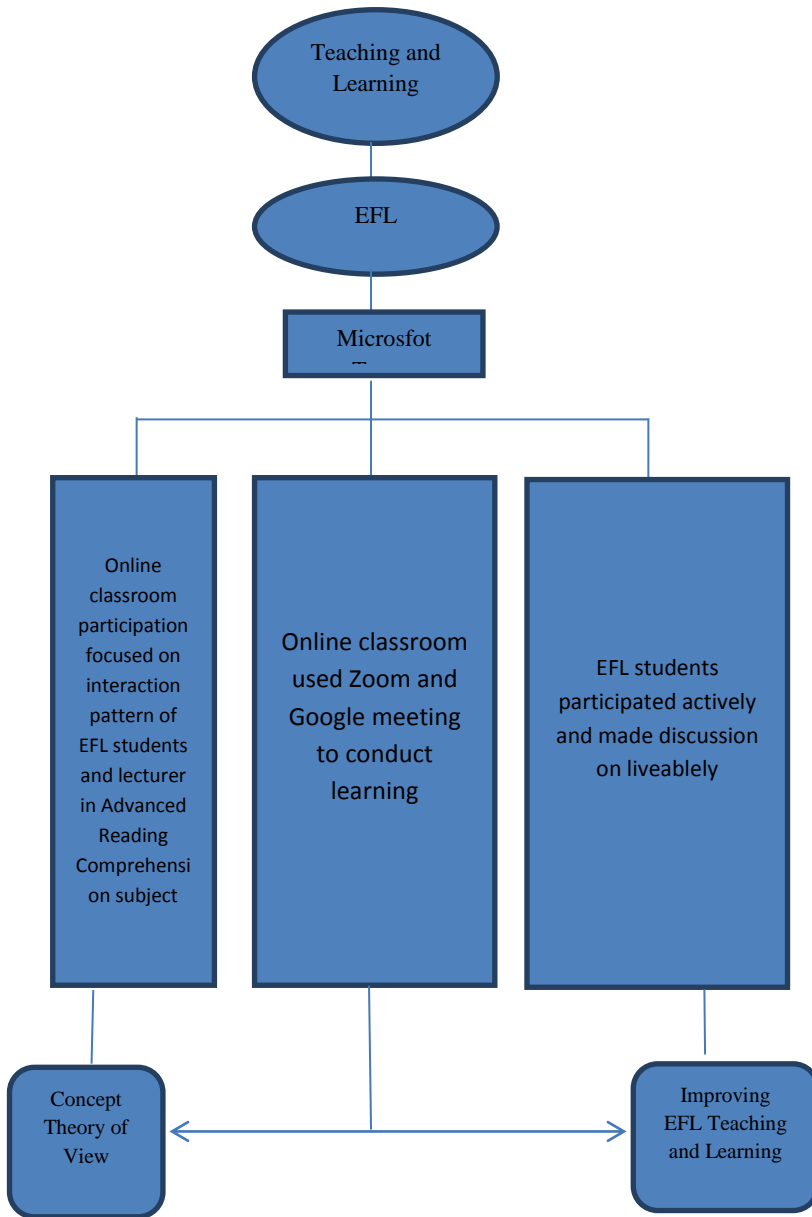 Teaching and
Learning
EFL
Microsfot
Online
classroom
participation
focused on
interaction
pattern of
EFL students
and lecturer
in Advanced
Reading
Comprehensi
on subject
Online classroom
used Zoom and
Google meeting
to conduct
learning
EFL students
participated actively
and made discussion
on liveablely
Concept
Theory of
View
Improving
EFL Teaching
and Learning